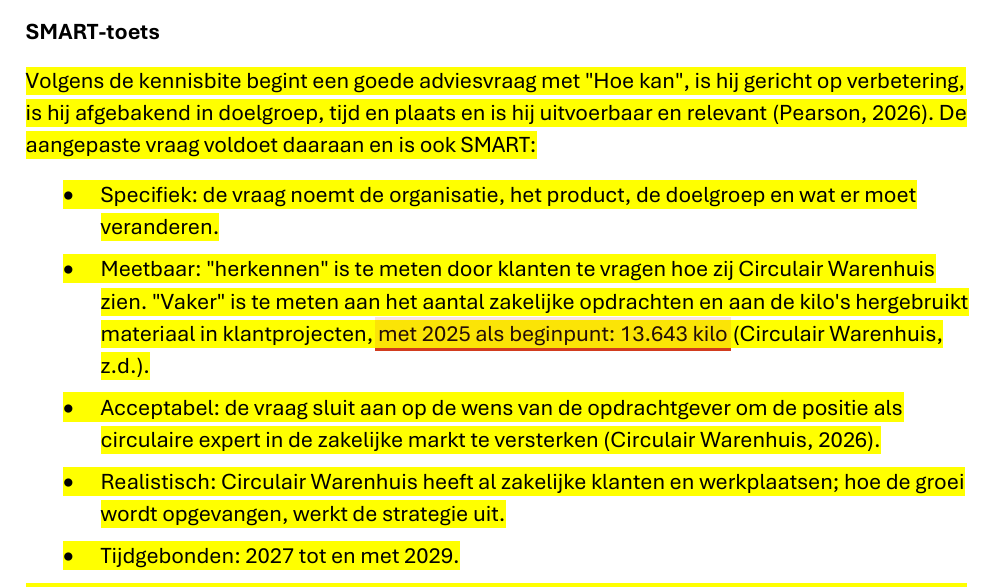 SMART-toets
Volgens de kennisbite begint een goede adviesvraag met "Hoe kan", is hij gericht op verbetering,
is hij afgebakend in doelgroep, tijd en plaats en is hij uitvoerbaar en relevant (Pearson, 2026). De
aangepaste vraag voldoet daaraan en is ook SMART:
• Specifiek: de vraag noemt de organisatie, het product, de doelgroep en wat er moet
veranderen.
• Meetbaar: "herkennen" is te meten door klanten te vragen hoe zij Circulair Warenhuis
zien. "Vaker" is te meten aan het aantal zakelijke opdrachten en aan de kilo's hergebruikt
materiaal in klantprojecten, met 2025 als beginpunt: 13.643 kilo (Circulair Warenhuis,
z.d.).
• Acceptabel: de vraag sluit aan op de wens van de opdrachtgever om de positie als
circulaire expert in de zakelijke markt te versterken (Circulair Warenhuis, 2026).
• Realistisch: Circulair Warenhuis heeft al zakelijke klanten en werkplaatsen; hoe de groei
wordt opgevangen, werkt de strategie uit.
• Tijdgebonden: 2027 tot en met 2029.